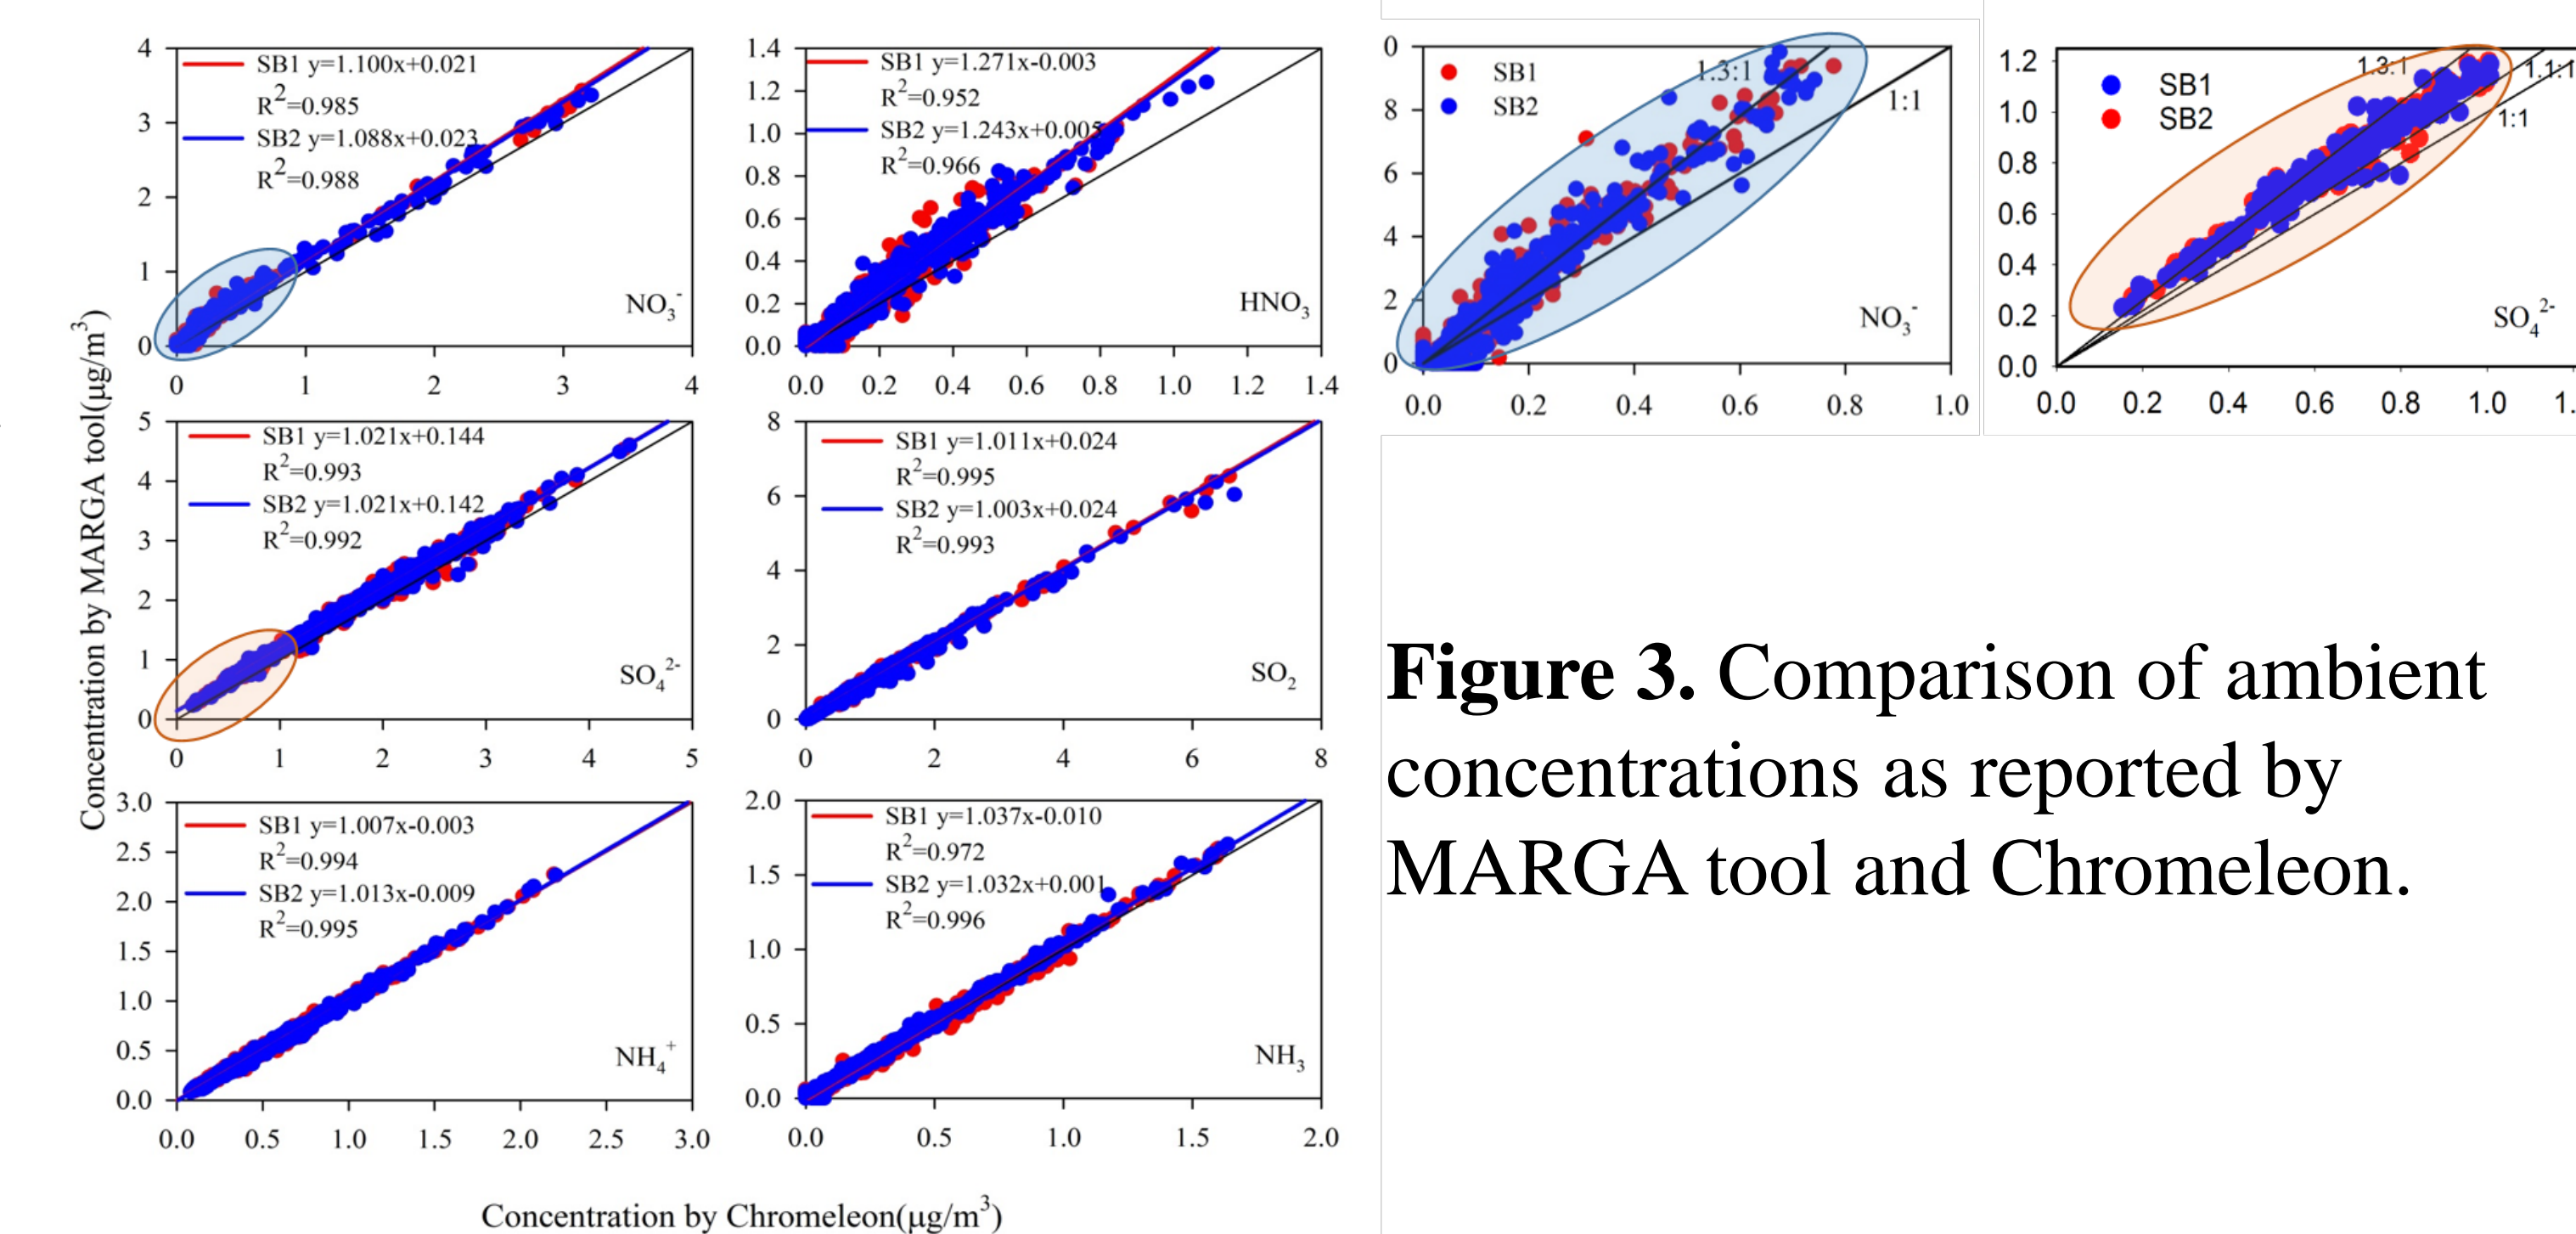 4
3
2
1
0
0 1 2 3 4
SB1 y=1.100x+0.021
R²=0.985
SB2 y=1.088x+0.023
R²=0.988
NO₃⁻
1.4
1.2
1.0
0.8
0.6
0.4
0.2
0.0
0.0 0.2 0.4 0.6 0.8 1.0 1.2 1.4
SB1 y=1.271x-0.003
R²=0.952
SB2 y=1.243x+0.005
R²=0.966
HNO₃
0
8
6
4
2
0
0.0 0.2 0.4 0.6 0.8 1.0
SB1
SB2
1.3:1
1:1
NO₃⁻
1.2
1.0
0.8
0.6
0.4
0.2
0.0
0.0 0.2 0.4 0.6 0.8 1.0 1.
SB1
SB2
1.3:1
1.1:1
1:1
SO₄²⁻
Concentration by MARGA tool(μg/m³)
5
4
3
2
1
0
0 1 2 3 4 5
SB1 y=1.021x+0.144
R²=0.993
SB2 y=1.021x+0.142
R²=0.992
SO₄²⁻
8
6
4
2
0
0 2 4 6 8
SB1 y=1.011x+0.024
R²=0.995
SB2 y=1.003x+0.024
R²=0.993
SO₂
3.0
2.5
2.0
1.5
1.0
0.5
0.0
0.0 0.5 1.0 1.5 2.0 2.5 3.0
SB1 y=1.007x-0.003
R²=0.994
SB2 y=1.013x-0.009
R²=0.995
NH₄⁺
2.0
1.5
1.0
0.5
0.0
0.0 0.5 1.0 1.5 2.0
SB1 y=1.037x-0.010
R²=0.972
SB2 y=1.032x+0.001
R²=0.996
NH₃
Concentration by Chromeleon(μg/m³)
Figure 3. Comparison of ambient
concentrations as reported by
MARGA tool and Chromeleon.